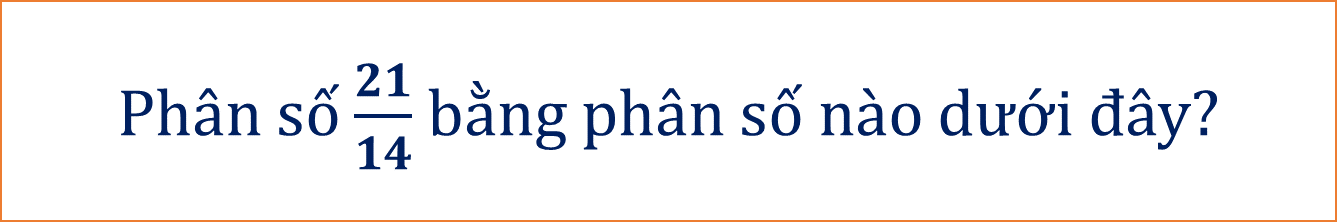 Phân số 21/14 bằng phân số nào dưới đây?